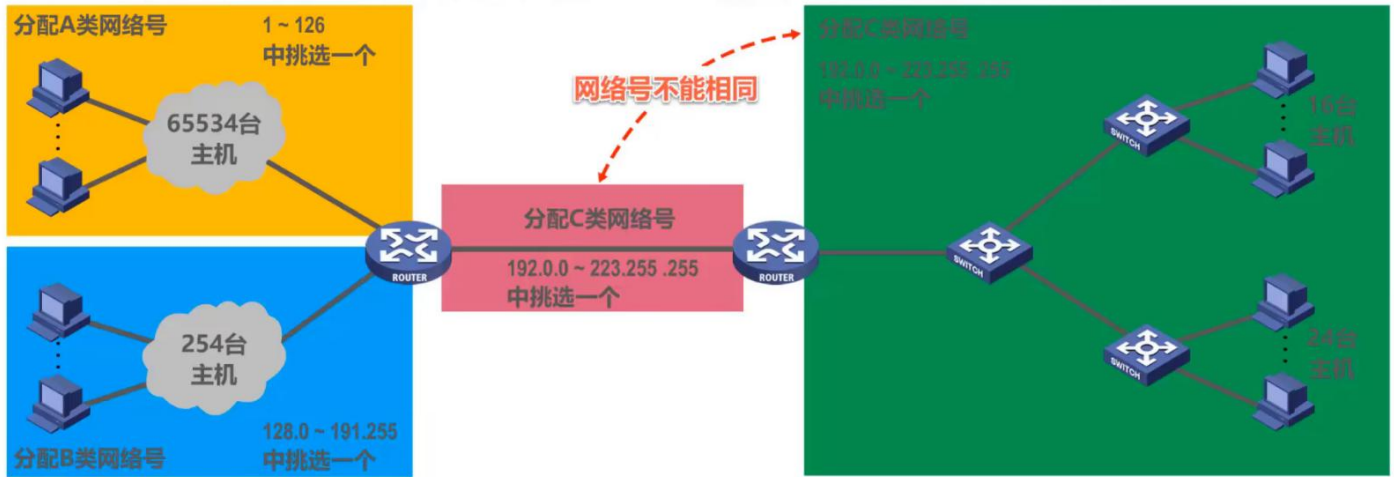 分配A类网络号
1 ~ 126
中挑选一个
65534台
主机
254台
主机
128.0 ~ 191.255
中挑选一个
分配B类网络号
ROUTER
网络号不能相同
分配C类网络号
192.0.0 ~ 223.255 .255
中挑选一个
ROUTER
分配C类网络号
192.0.0 ~ 223.255 .255
中挑选一个
SWITCH
16台
主机
SWITCH
SWITCH
24台
主机